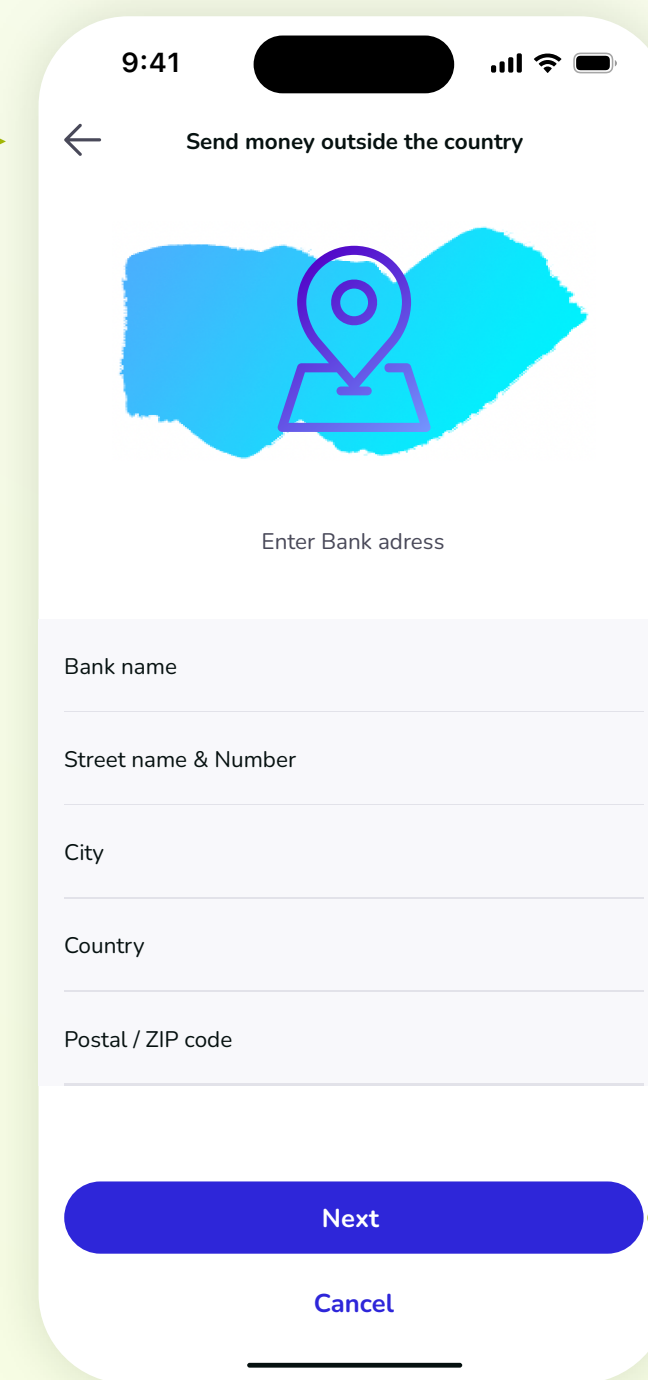 9:41
Send money outside the country
Enter Bank adress
Bank name
Street name & Number
City
Country
Postal / ZIP code
Next
Cancel